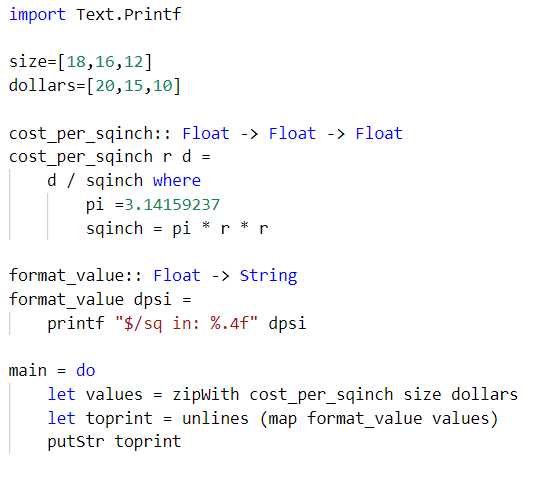 import Text.Printf

size=[18,16,12]
dollars=[20,15,10]

cost_per_sqinch:: Float -> Float -> Float
cost_per_sqinch r d =
    d / sqinch where
        pi =3.14159237
        sqinch = pi * r * r

format_value:: Float -> String
format_value dpsi =
    printf "$/sq in: %.4f" dpsi

main = do
    let values = zipWith cost_per_sqinch size dollars
    let toprint = unlines (map format_value values)
    putStr toprint